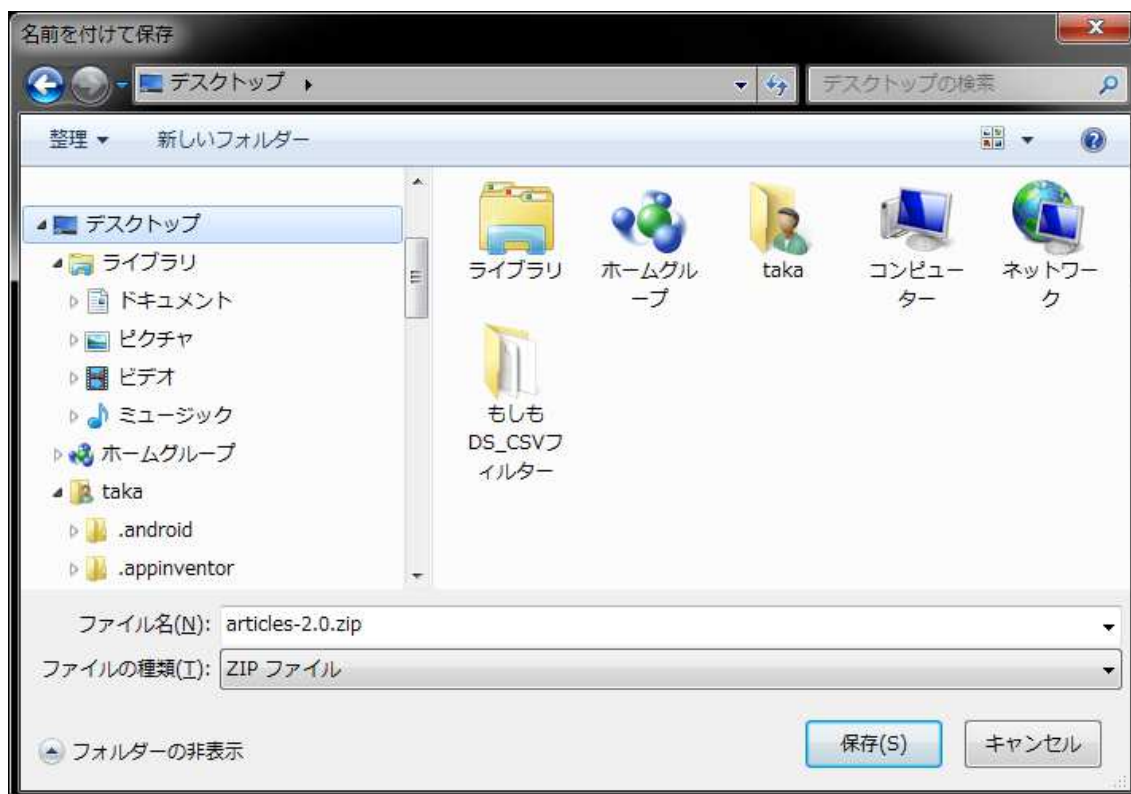 名前を付けて保存
デスクトップ
デスクトップの検索
整理
新しいフォルダー
デスクトップ
ライブラリ
ドキュメント
ピクチャ
ビデオ
ミュージック
ホームグループ
taka
.android
.appinventor
ライブラリ
ホームグル
ープ
taka
コンピュー
ター
ネットワー
ク
もしも
DS_CSVフ
ィルター
ファイル名(N): articles-2.0.zip
ファイルの種類(T): ZIP ファイル
フォルダーの非表示
保存(S)
キャンセル